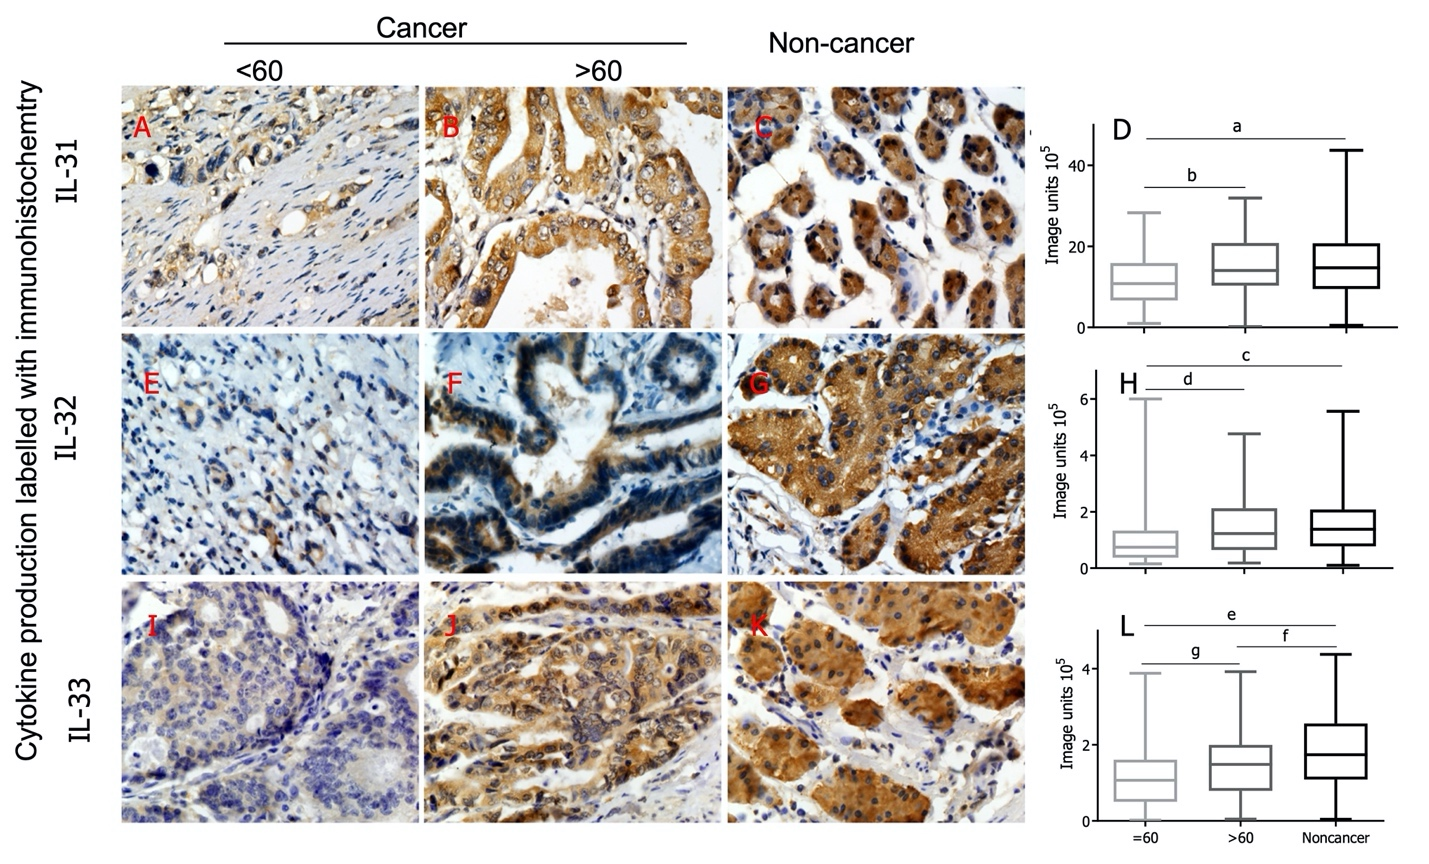 Cancer
Non-cancer
<60
>60
Cytokine production labelled with immunohistochemistry
IL-31
A
B
C
D
a
b
Image units 10⁵
40
20
0
IL-32
E
F
G
H
c
d
Image units 10⁵
6
4
2
0
IL-33
I
J
K
L
e
f
g
Image units 10⁵
4
2
0
=60
>60
Noncancer